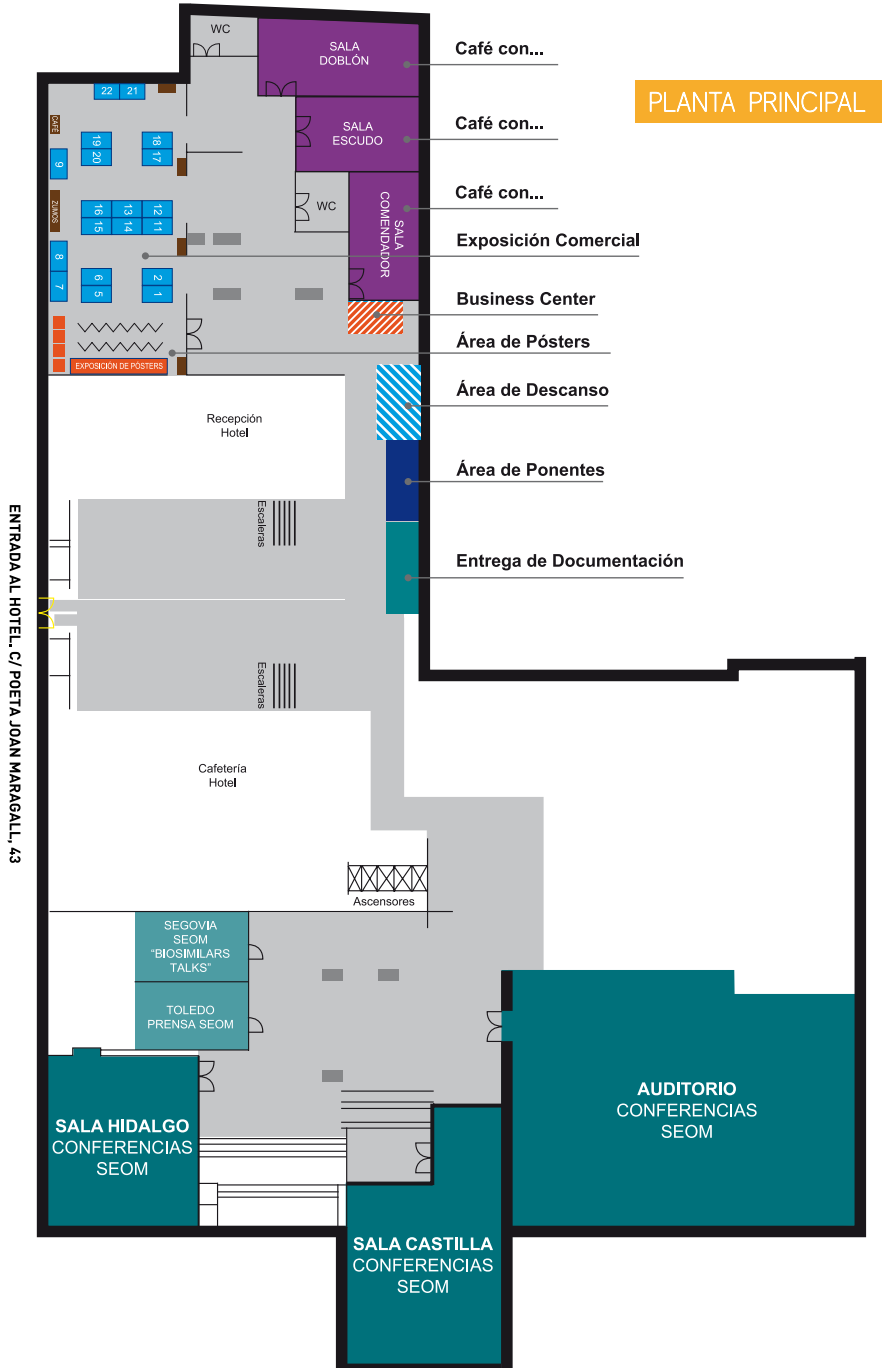 PLANTA PRINCIPAL
WC
SALA
DOBLÓN
Café con...
SALA
ESCUDO
Café con...
WC
SALA
COMENDADOR
Café con...
Exposición Comercial
Business Center
Área de Pósters
Área de Descanso
Área de Ponentes
Entrega de Documentación
22
21
CAFÉ
19
20
18
17
9
ZUMOS
16
15
13
14
12
11
8
7
6
5
2
1
EXPOSICIÓN DE PÓSTERS
Recepción
Hotel
Escaleras
ENTRADA AL HOTEL. C/ POETA JOAN MARAGALL, 43
Escaleras
Cafetería
Hotel
Ascensores
SEGOVIA
SEOM
"BIOSIMILARS
TALKS"
TOLEDO
PRENSA SEOM
SALA HIDALGO
CONFERENCIAS
SEOM
AUDITORIO
CONFERENCIAS
SEOM
SALA CASTILLA
CONFERENCIAS
SEOM